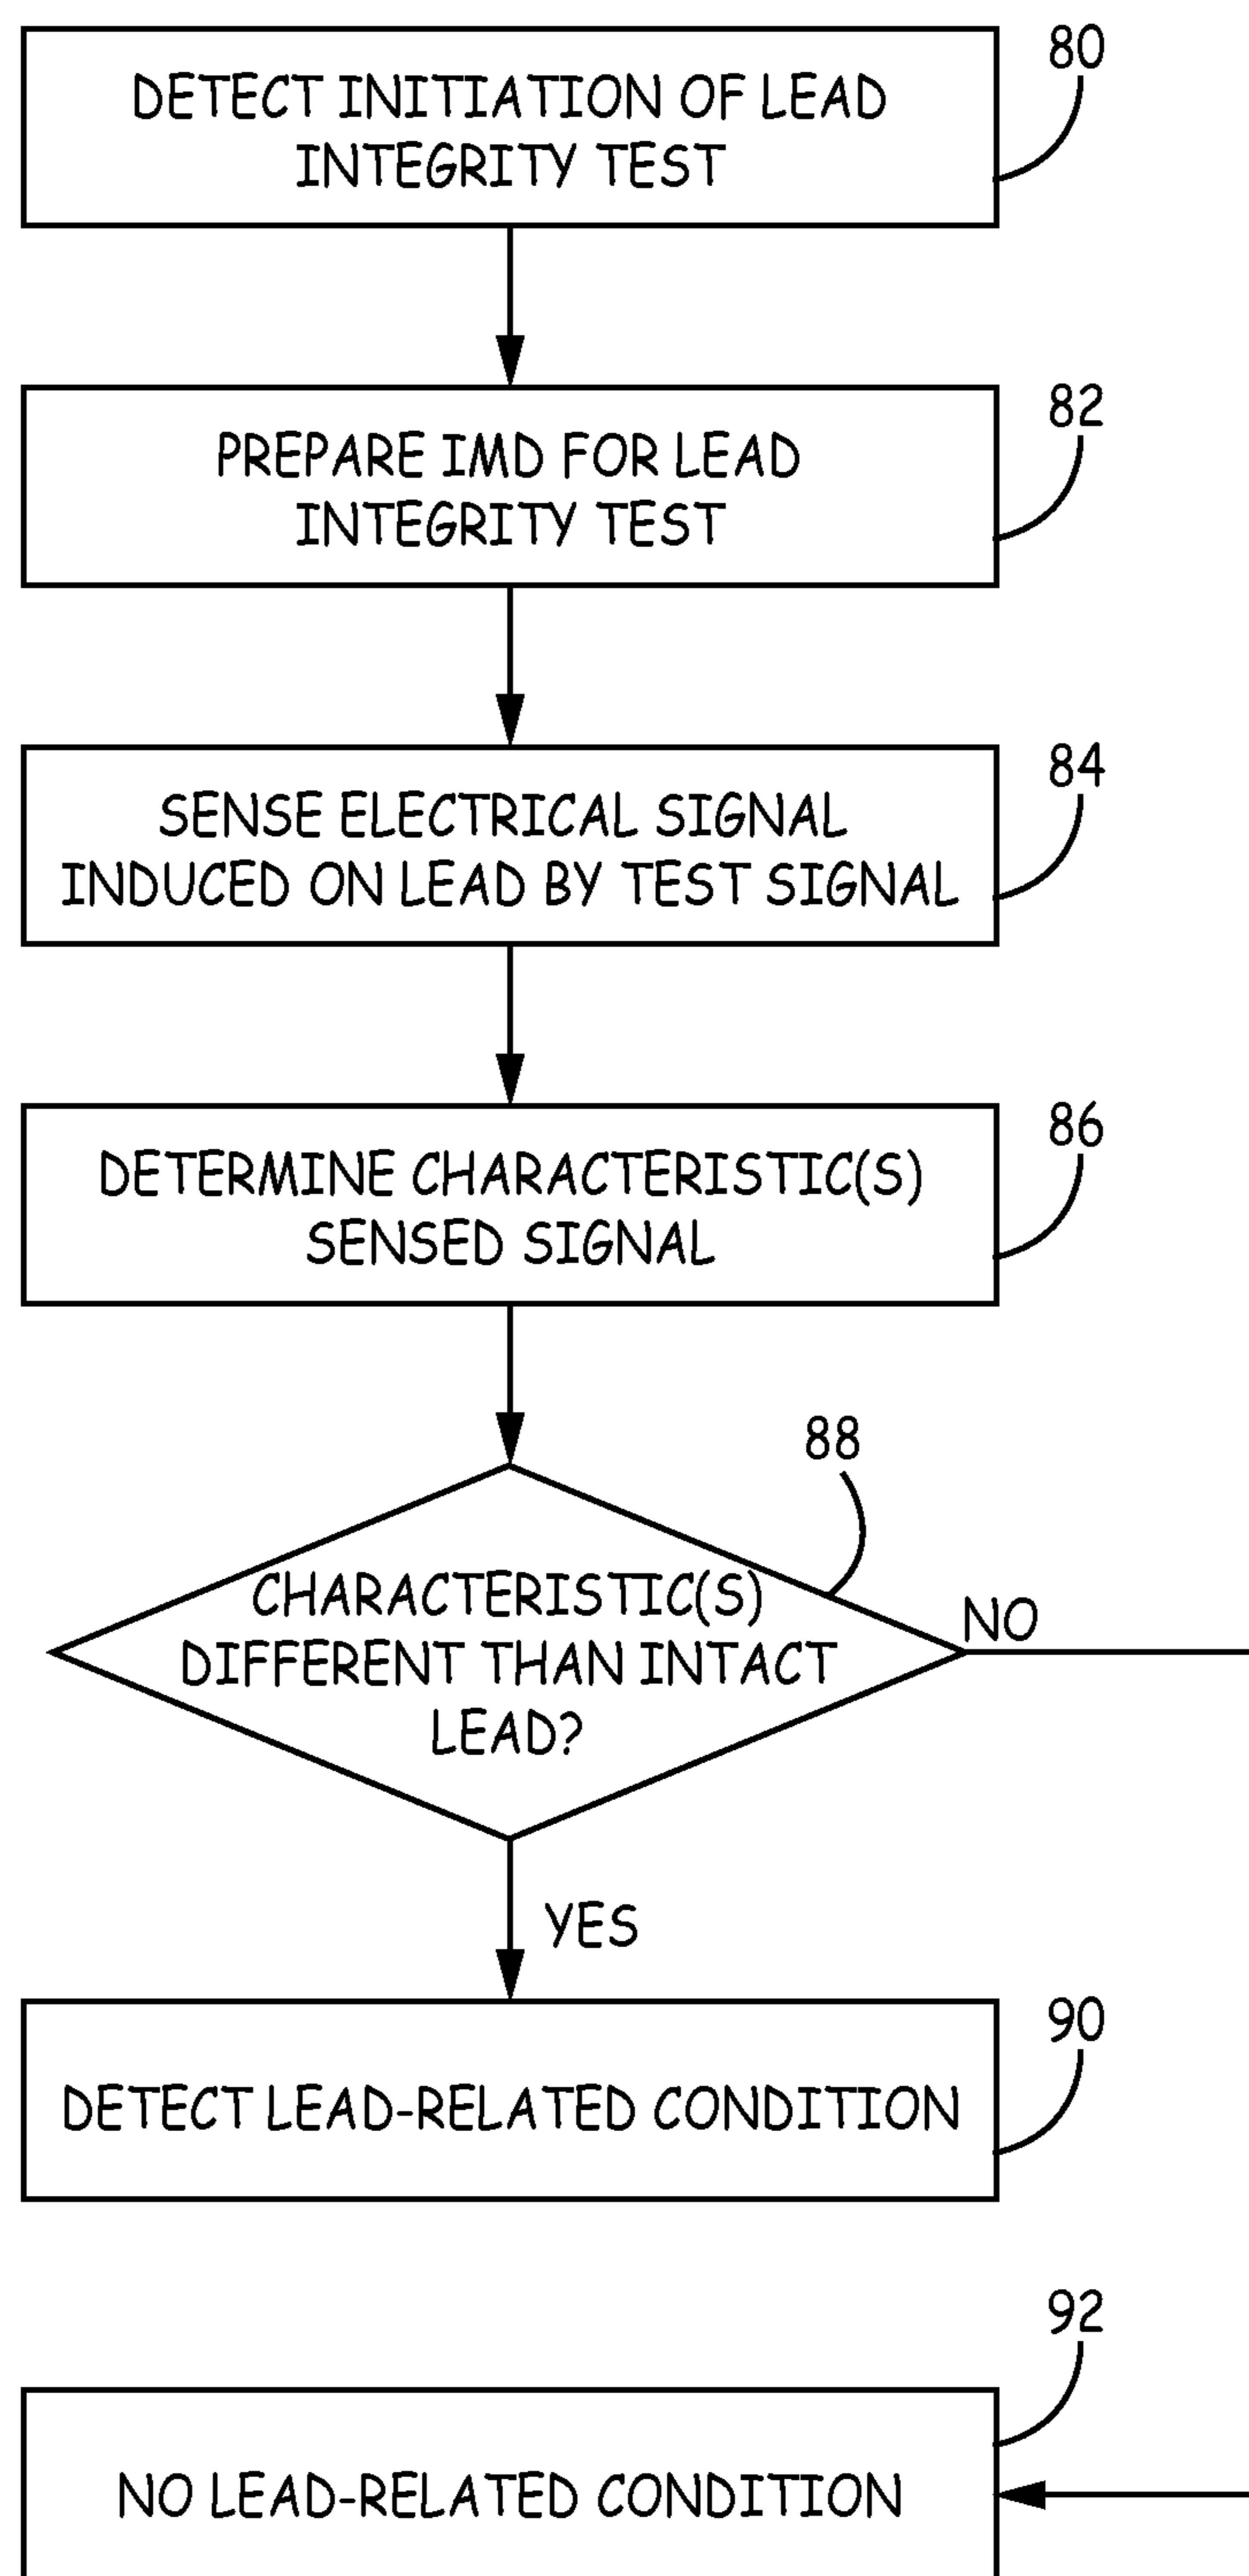 80
DETECT INITIATION OF LEAD
INTEGRITY TEST
82
PREPARE IMD FOR LEAD
INTEGRITY TEST
84
SENSE ELECTRICAL SIGNAL
INDUCED ON LEAD BY TEST SIGNAL
86
DETERMINE CHARACTERISTIC(S)
SENSED SIGNAL
88
CHARACTERISTIC(S)
DIFFERENT THAN INTACT
LEAD?
NO
YES
90
DETECT LEAD-RELATED CONDITION
92
NO LEAD-RELATED CONDITION